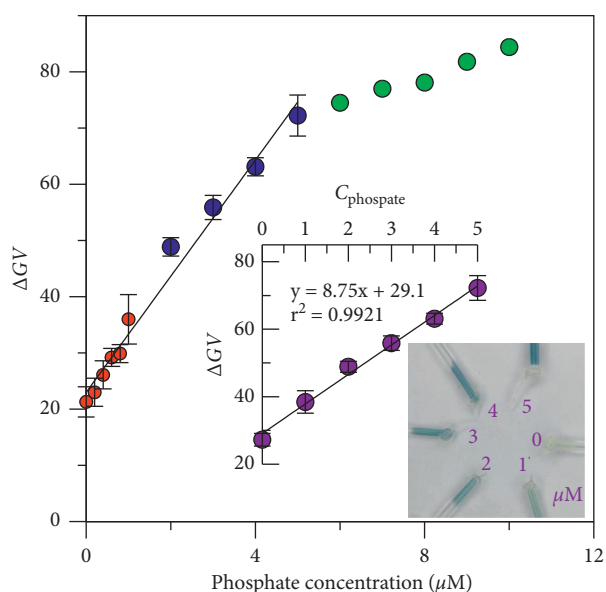 80
60
40
20
0
ΔGV
0
4
8
12
Phosphate concentration (μM)
C phospate
0 1 2 3 4 5
80
60
40
20
ΔGV
y = 8.75x + 29.1
r² = 0.9921
4 5
3 0
2 1
μM